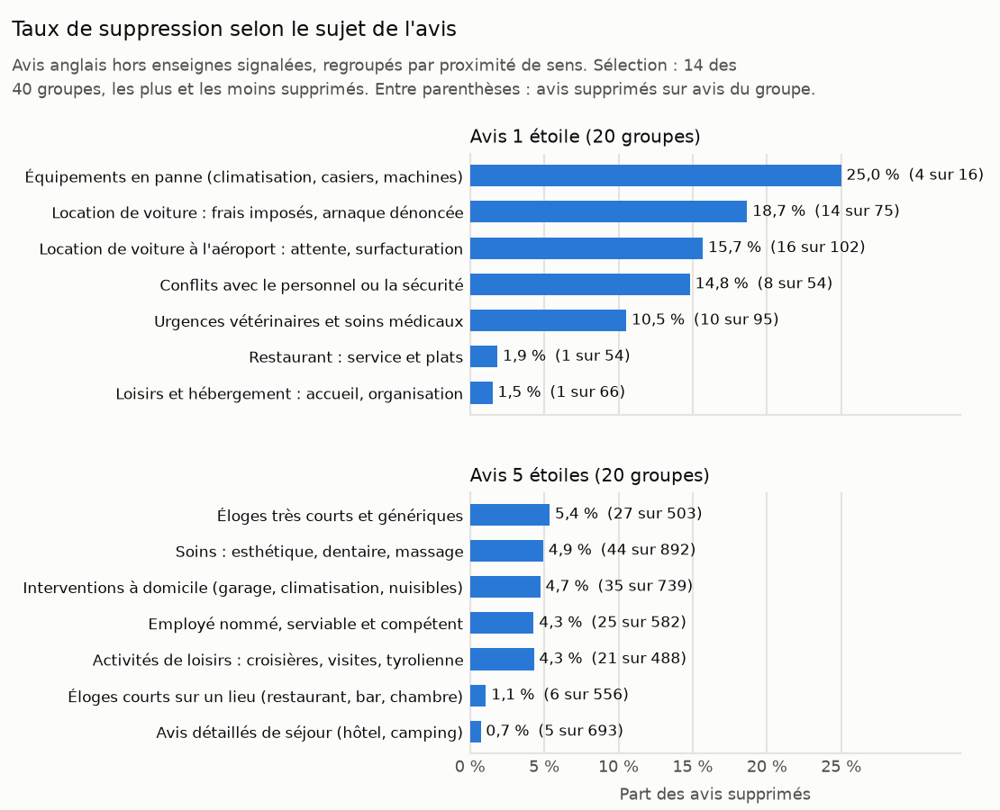 Taux de suppression selon le sujet de l'avis
Avis anglais hors enseignes signalées, regroupés par proximité de sens. Sélection : 14 des
40 groupes, les plus et les moins supprimés. Entre parenthèses : avis supprimés sur avis du groupe.
Avis 1 étoile (20 groupes)
Équipements en panne (climatisation, casiers, machines) 25,0 % (4 sur 16)
Location de voiture : frais imposés, arnaque dénoncée 18,7 % (14 sur 75)
Location de voiture à l'aéroport : attente, surfacturation 15,7 % (16 sur 102)
Conflits avec le personnel ou la sécurité 14,8 % (8 sur 54)
Urgences vétérinaires et soins médicaux 10,5 % (10 sur 95)
Restaurant : service et plats 1,9 % (1 sur 54)
Loisirs et hébergement : accueil, organisation 1,5 % (1 sur 66)
Avis 5 étoiles (20 groupes)
Éloges très courts et génériques 5,4 % (27 sur 503)
Soins : esthétique, dentaire, massage 4,9 % (44 sur 892)
Interventions à domicile (garage, climatisation, nuisibles) 4,7 % (35 sur 739)
Employé nommé, serviable et compétent 4,3 % (25 sur 582)
Activités de loisirs : croisières, visites, tyrolienne 4,3 % (21 sur 488)
Éloges courts sur un lieu (restaurant, bar, chambre) 1,1 % (6 sur 556)
Avis détaillés de séjour (hôtel, camping) 0,7 % (5 sur 693)
0 % 5 % 10 % 15 % 20 % 25 %
Part des avis supprimés